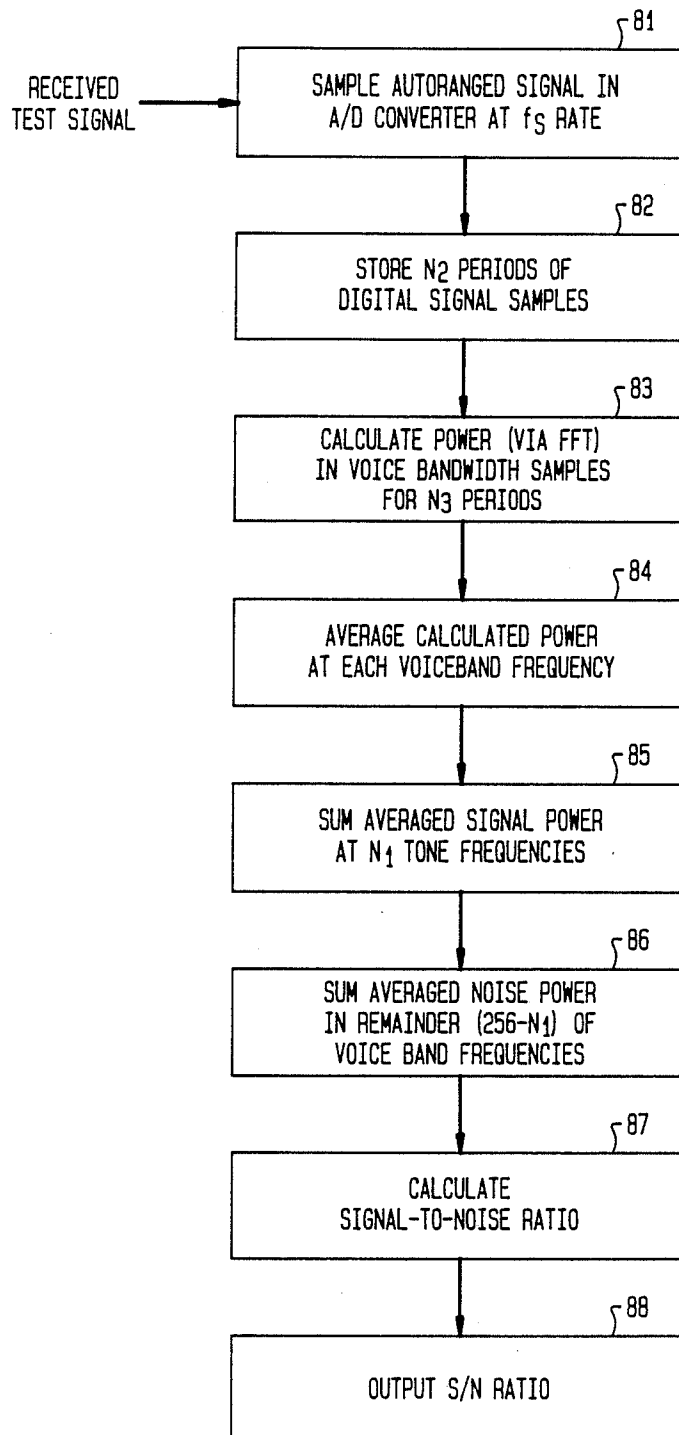 81
RECEIVED
TEST SIGNAL
SAMPLE AUTORANGED SIGNAL IN
A/D CONVERTER AT fS RATE
82
STORE N2 PERIODS OF
DIGITAL SIGNAL SAMPLES
83
CALCULATE POWER (VIA FFT)
IN VOICE BANDWIDTH SAMPLES
FOR N3 PERIODS
84
AVERAGE CALCULATED POWER
AT EACH VOICEBAND FREQUENCY
85
SUM AVERAGED SIGNAL POWER
AT N1 TONE FREQUENCIES
86
SUM AVERAGED NOISE POWER
IN REMAINDER (256-N1) OF
VOICE BAND FREQUENCIES
87
CALCULATE
SIGNAL-TO-NOISE RATIO
88
OUTPUT S/N RATIO